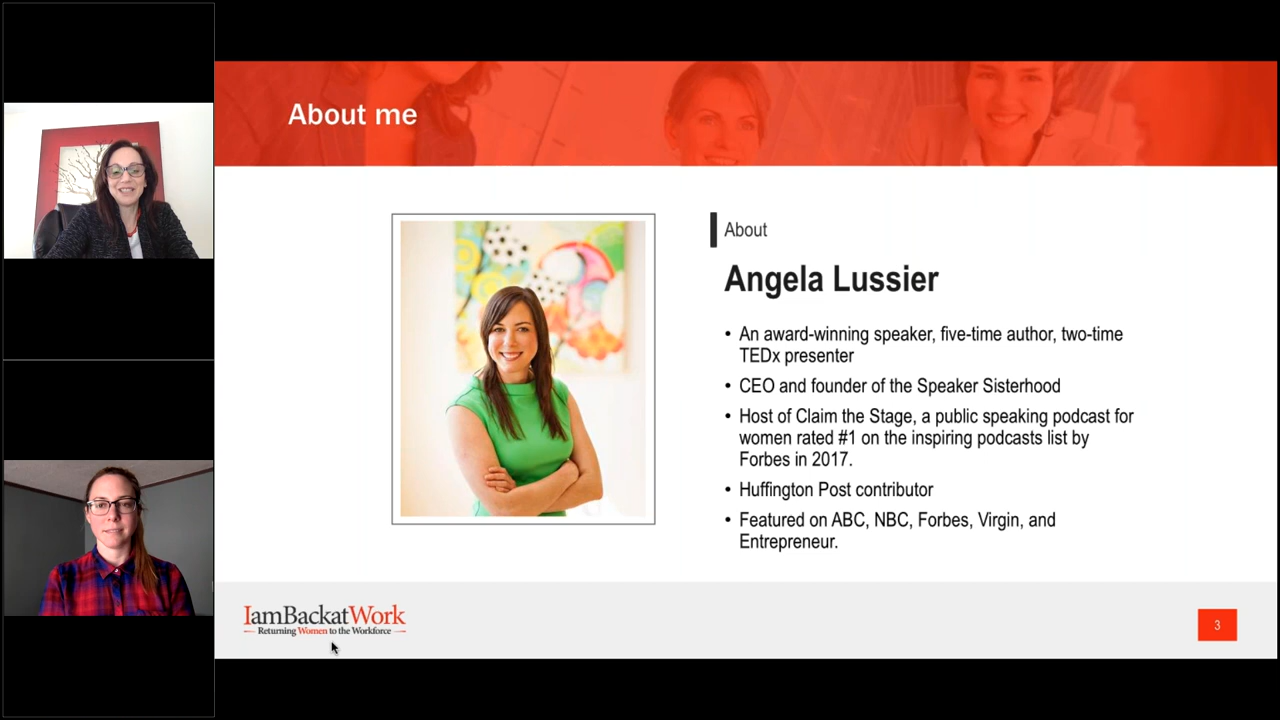 About me
About
Angela Lussier
• An award-winning speaker, five-time author, two-time
TEDx presenter
• CEO and founder of the Speaker Sisterhood
• Host of Claim the Stage, a public speaking podcast for
women rated #1 on the inspiring podcasts list by
Forbes in 2017.
• Huffington Post contributor
• Featured on ABC, NBC, Forbes, Virgin, and
Entrepreneur.
IamBackatWork
Returning Women to the Workforce
3